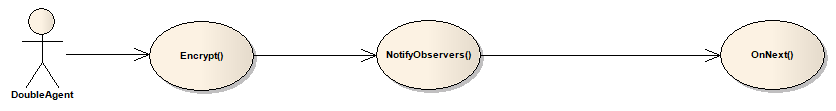 Encrypt()
NotifyObservers()
OnNext()
DoubleAgent